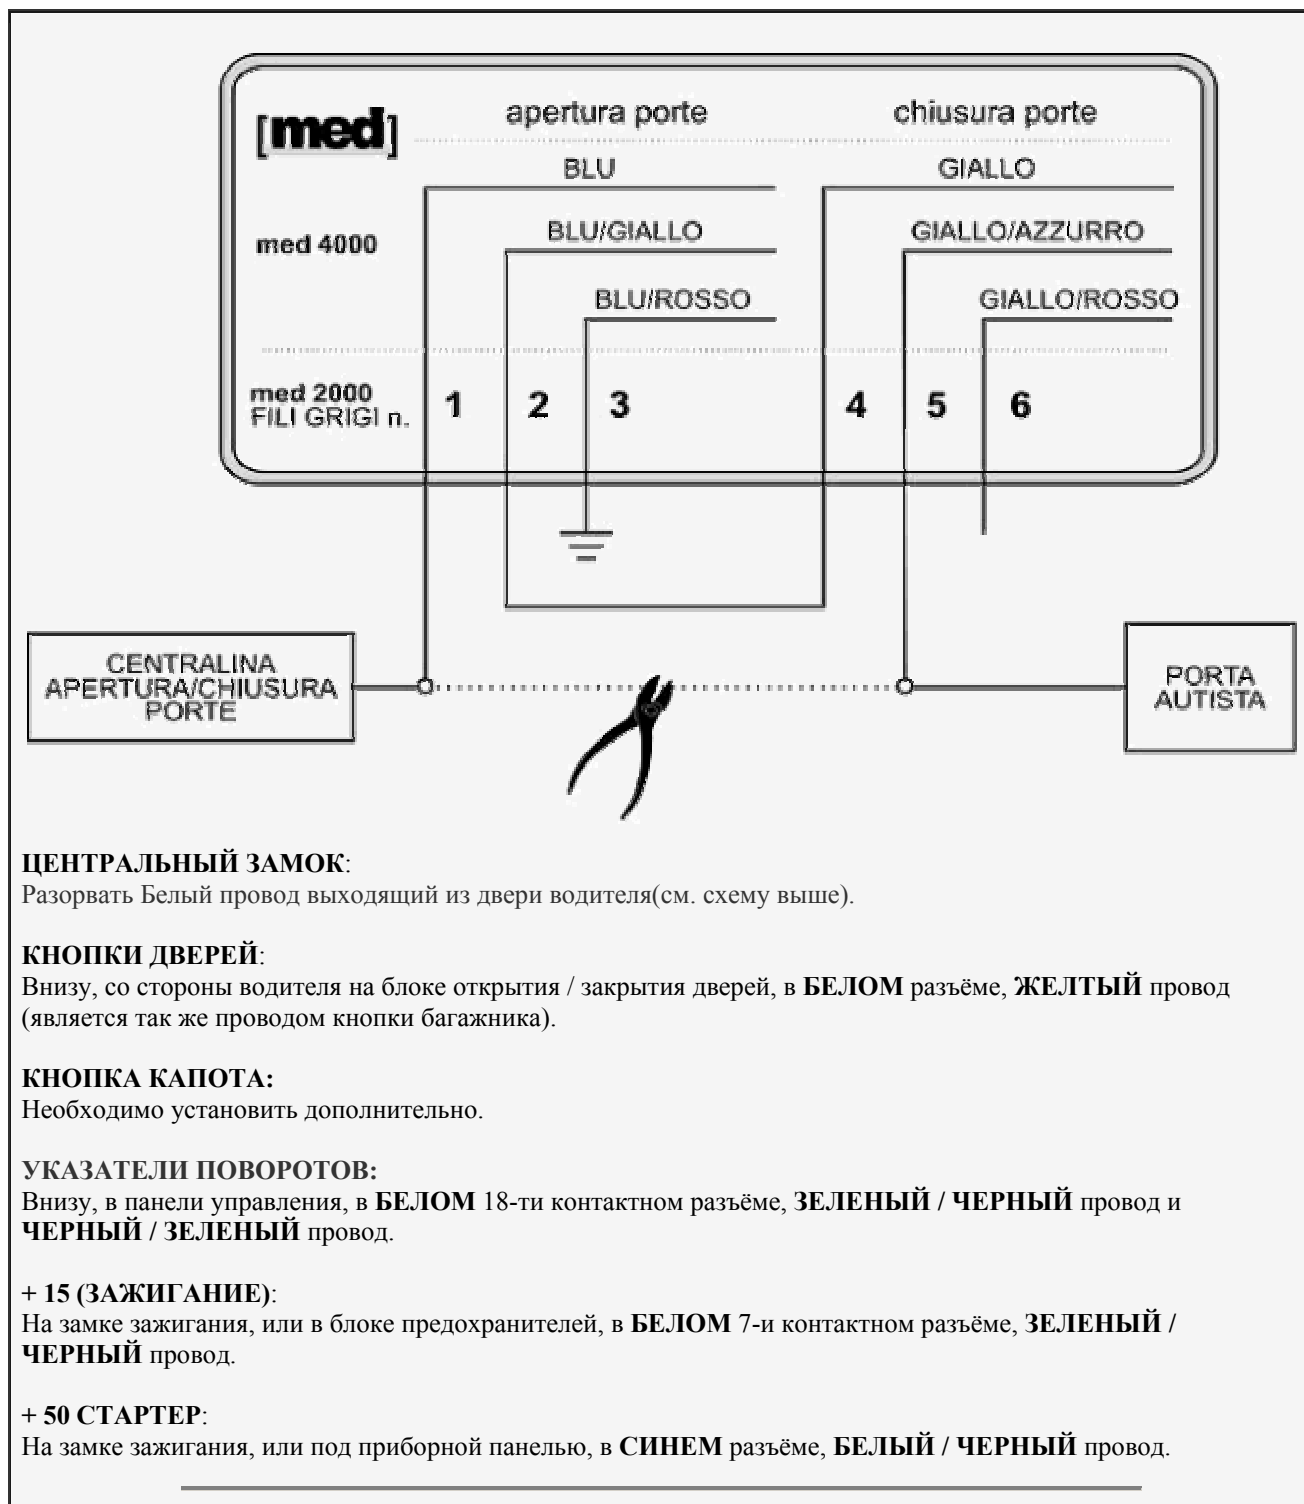 [med] apertura porte chiusura porte
BLU GIALLO
med 4000 BLU/GIALLO GIALLO/AZZURRO
BLU/ROSSO GIALLO/ROSSO
med 2000
FILI GRIGI n. 1 2 3 4 5 6
CENTRALINA
APERTURA/CHIUSURA
PORTE
PORTA
AUTISTA
ЦЕНТРАЛЬНЫЙ ЗАМОК:
Разорвать Белый провод выходящий из двери водителя(см. схему выше).
КНОПКИ ДВЕРЕЙ:
Внизу, со стороны водителя на блоке открытия / закрытия дверей, в БЕЛОМ разъёме, ЖЕЛТЫЙ провод
(является так же проводом кнопки багажника).
КНОПКА КАПОТА:
Необходимо установить дополнительно.
УКАЗАТЕЛИ ПОВОРОТОВ:
Внизу, в панели управления, в БЕЛОМ 18-ти контактном разъёме, ЗЕЛЕНЫЙ / ЧЕРНЫЙ провод и
ЧЕРНЫЙ / ЗЕЛЕНЫЙ провод.
+ 15 (ЗАЖИГАНИЕ):
На замке зажигания, или в блоке предохранителей, в БЕЛОМ 7-и контактном разъёме, ЗЕЛЕНЫЙ /
ЧЕРНЫЙ провод.
+ 50 СТАРТЕР:
На замке зажигания, или под приборной панелью, в СИНЕМ разъёме, БЕЛЫЙ / ЧЕРНЫЙ провод.